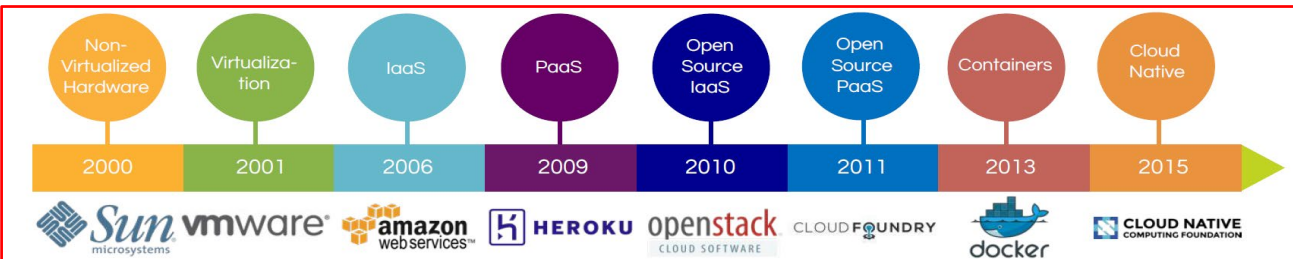 Non-
Virtualized
Hardware
Virtualiza-
tion
IaaS
PaaS
Open
Source
IaaS
Open
Source
PaaS
Containers
Cloud
Native
2000
2001
2006
2009
2010
2011
2013
2015
Sun
microsystems
vmware®
amazon
webservices™
HEROKU
openstack
CLOUD SOFTWARE
CLOUD FOUNDRY
docker
CLOUD NATIVE
COMPUTING FOUNDATION